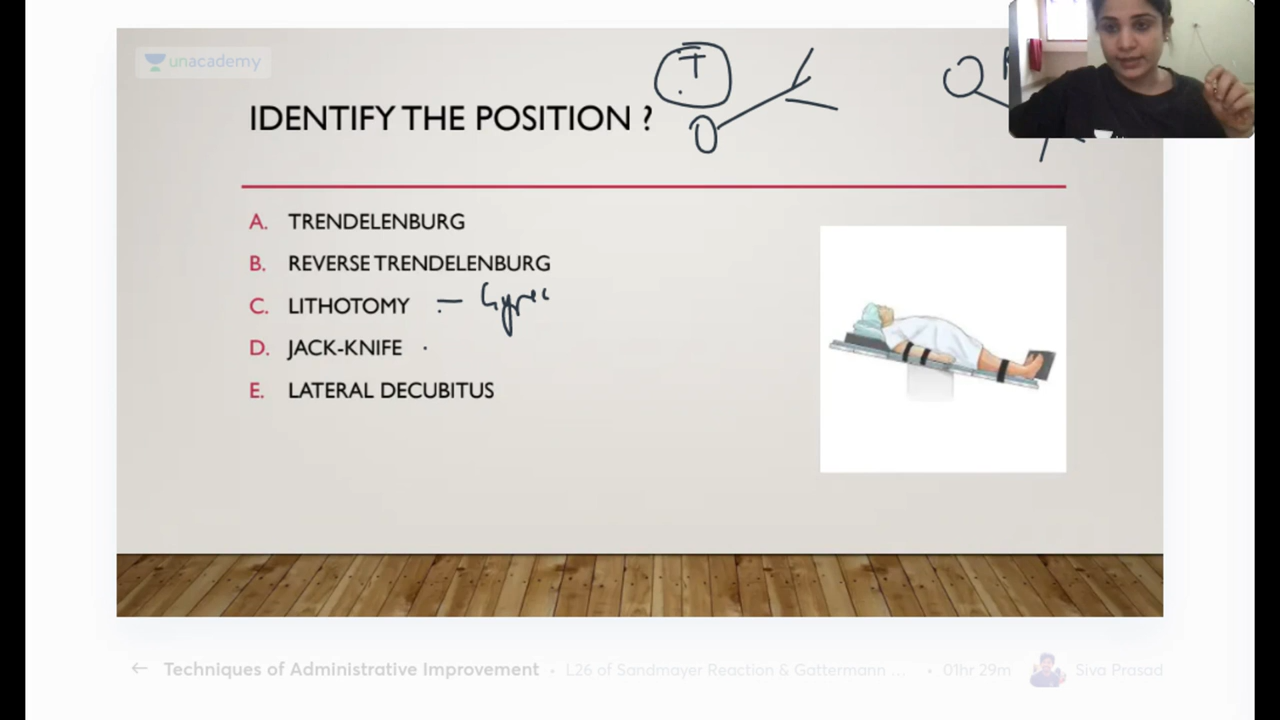 unacademy
T
IDENTIFY THE POSITION ?
A. TRENDELENBURG
B. REVERSE TRENDELENBURG
C. LITHOTOMY — Gynec
D. JACK-KNIFE
E. LATERAL DECUBITUS
← Techniques of Administrative Improvement • L26 of Sandmayer Reaction & Gattermann ... • 01hr 29m Siva Prasad